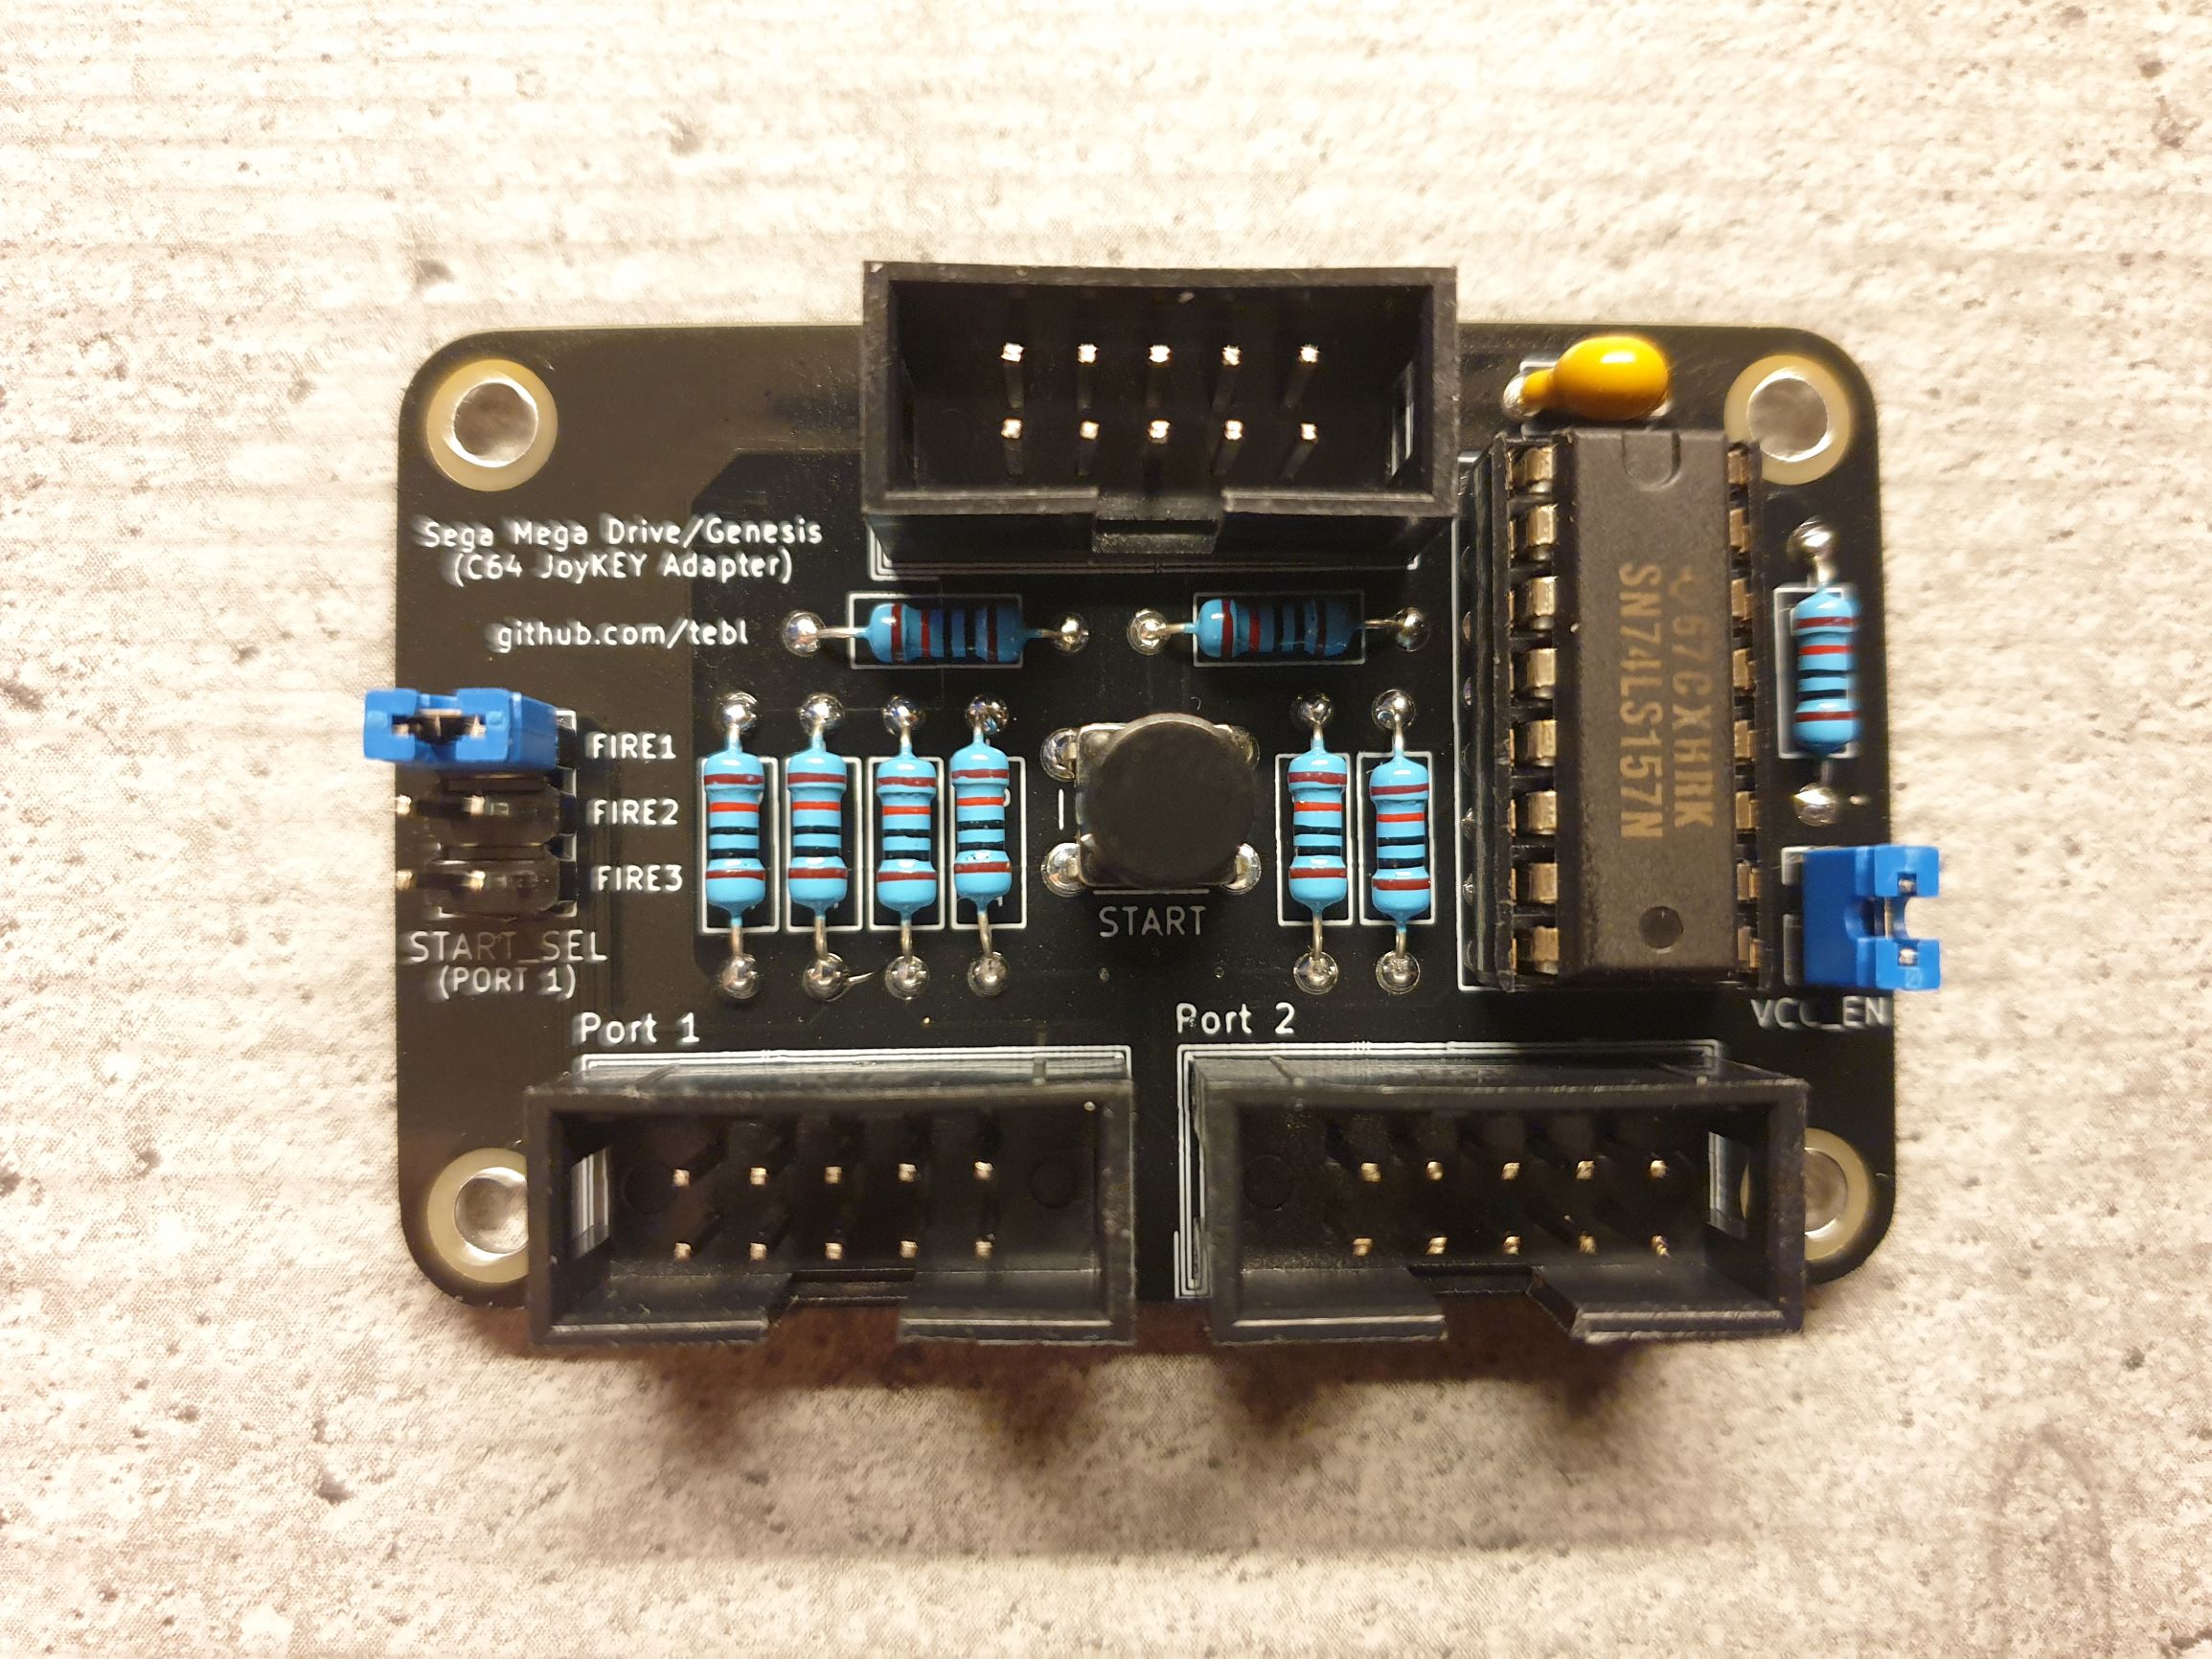 Sega Mega Drive/Genesis
(C64 JoyKEY Adapter)
github.com/tebl
FIRE1
FIRE2
FIRE3
START_SEL
(PORT 1)
START
67CXHRK
SN74LS157N
VCC_EN
Port 1
Port 2